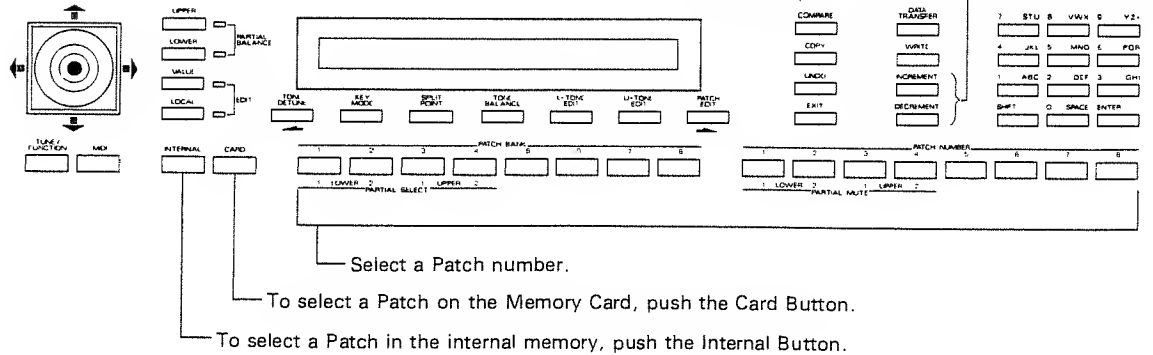 UPPER
LOWER
PARTIAL
BALANCE
VALUE
LOCAL
EDIT
TONE
DETUNE
KEY
MODE
SPLIT
POINT
TONE
BALANCE
L-TONE
EDIT
U-TONE
EDIT
PATCH
EDIT
COMPARE
COPY
UNDO
EXIT
DATA
TRANSFER
WRITE
INCREMENT
DECREMENT
7 STU 8 VWX 9 YZ
4 JKL 5 MNO 6 PQR
1 ABC 2 DEF 3 GHI
SHIFT 0 SPACE ENTER
TUNE/
FUNCTION
MIDI
INTERNAL
CARD
PATCH BANK
1 2 3 4 5 6 7 8
1 LOWER 2 1 UPPER 2
PARTIAL SELECT
PATCH NUMBER
1 2 3 4 5 6 7 8
1 LOWER 2 1 UPPER 2
PARTIAL MUTE
Select a Patch number.
To select a Patch on the Memory Card, push the Card Button.
To select a Patch in the internal memory, push the Internal Button.